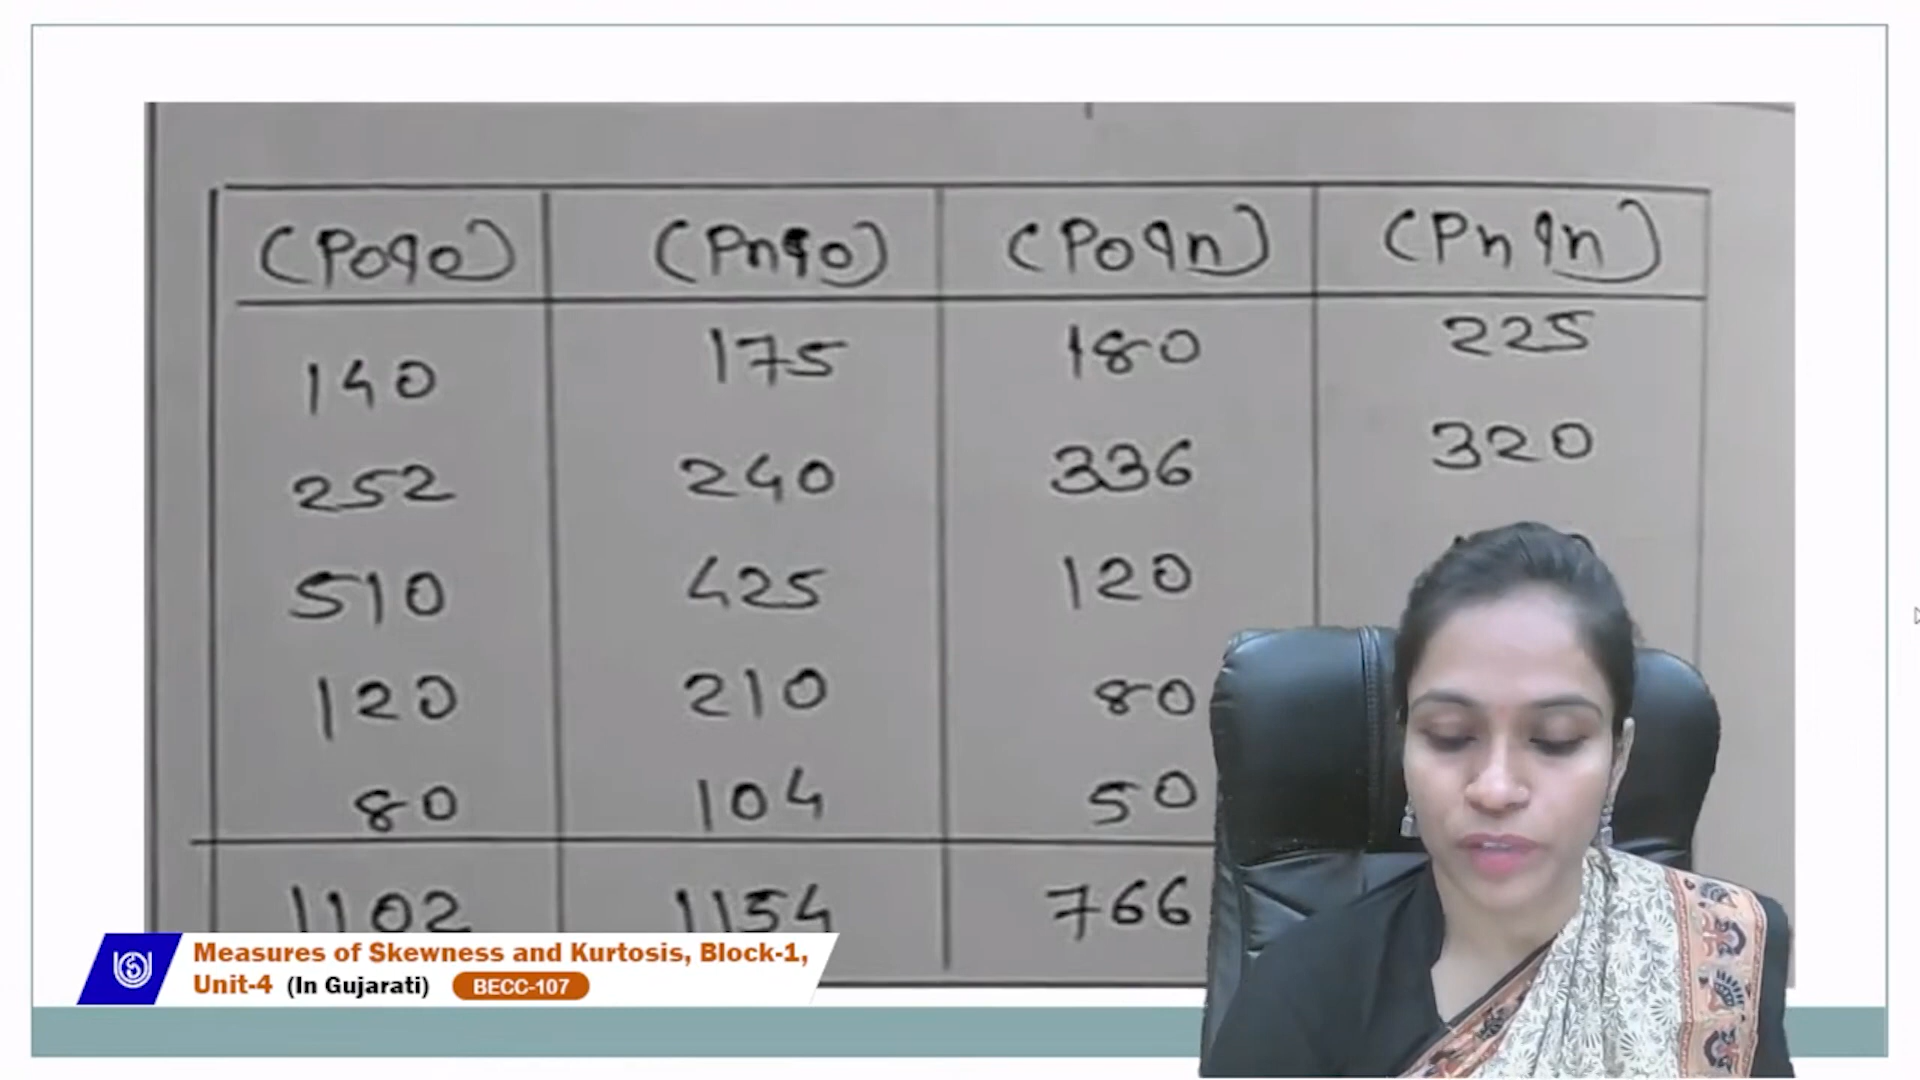 (P0q0) (Pnq0) (P0qn) (Pnqn)
140 175 180 225
252 240 336 320
510 425 120
120 210 80
80 104 50
1102 1154 766
Measures of Skewness and Kurtosis, Block-1,
Unit-4 (In Gujarati) BECC-107